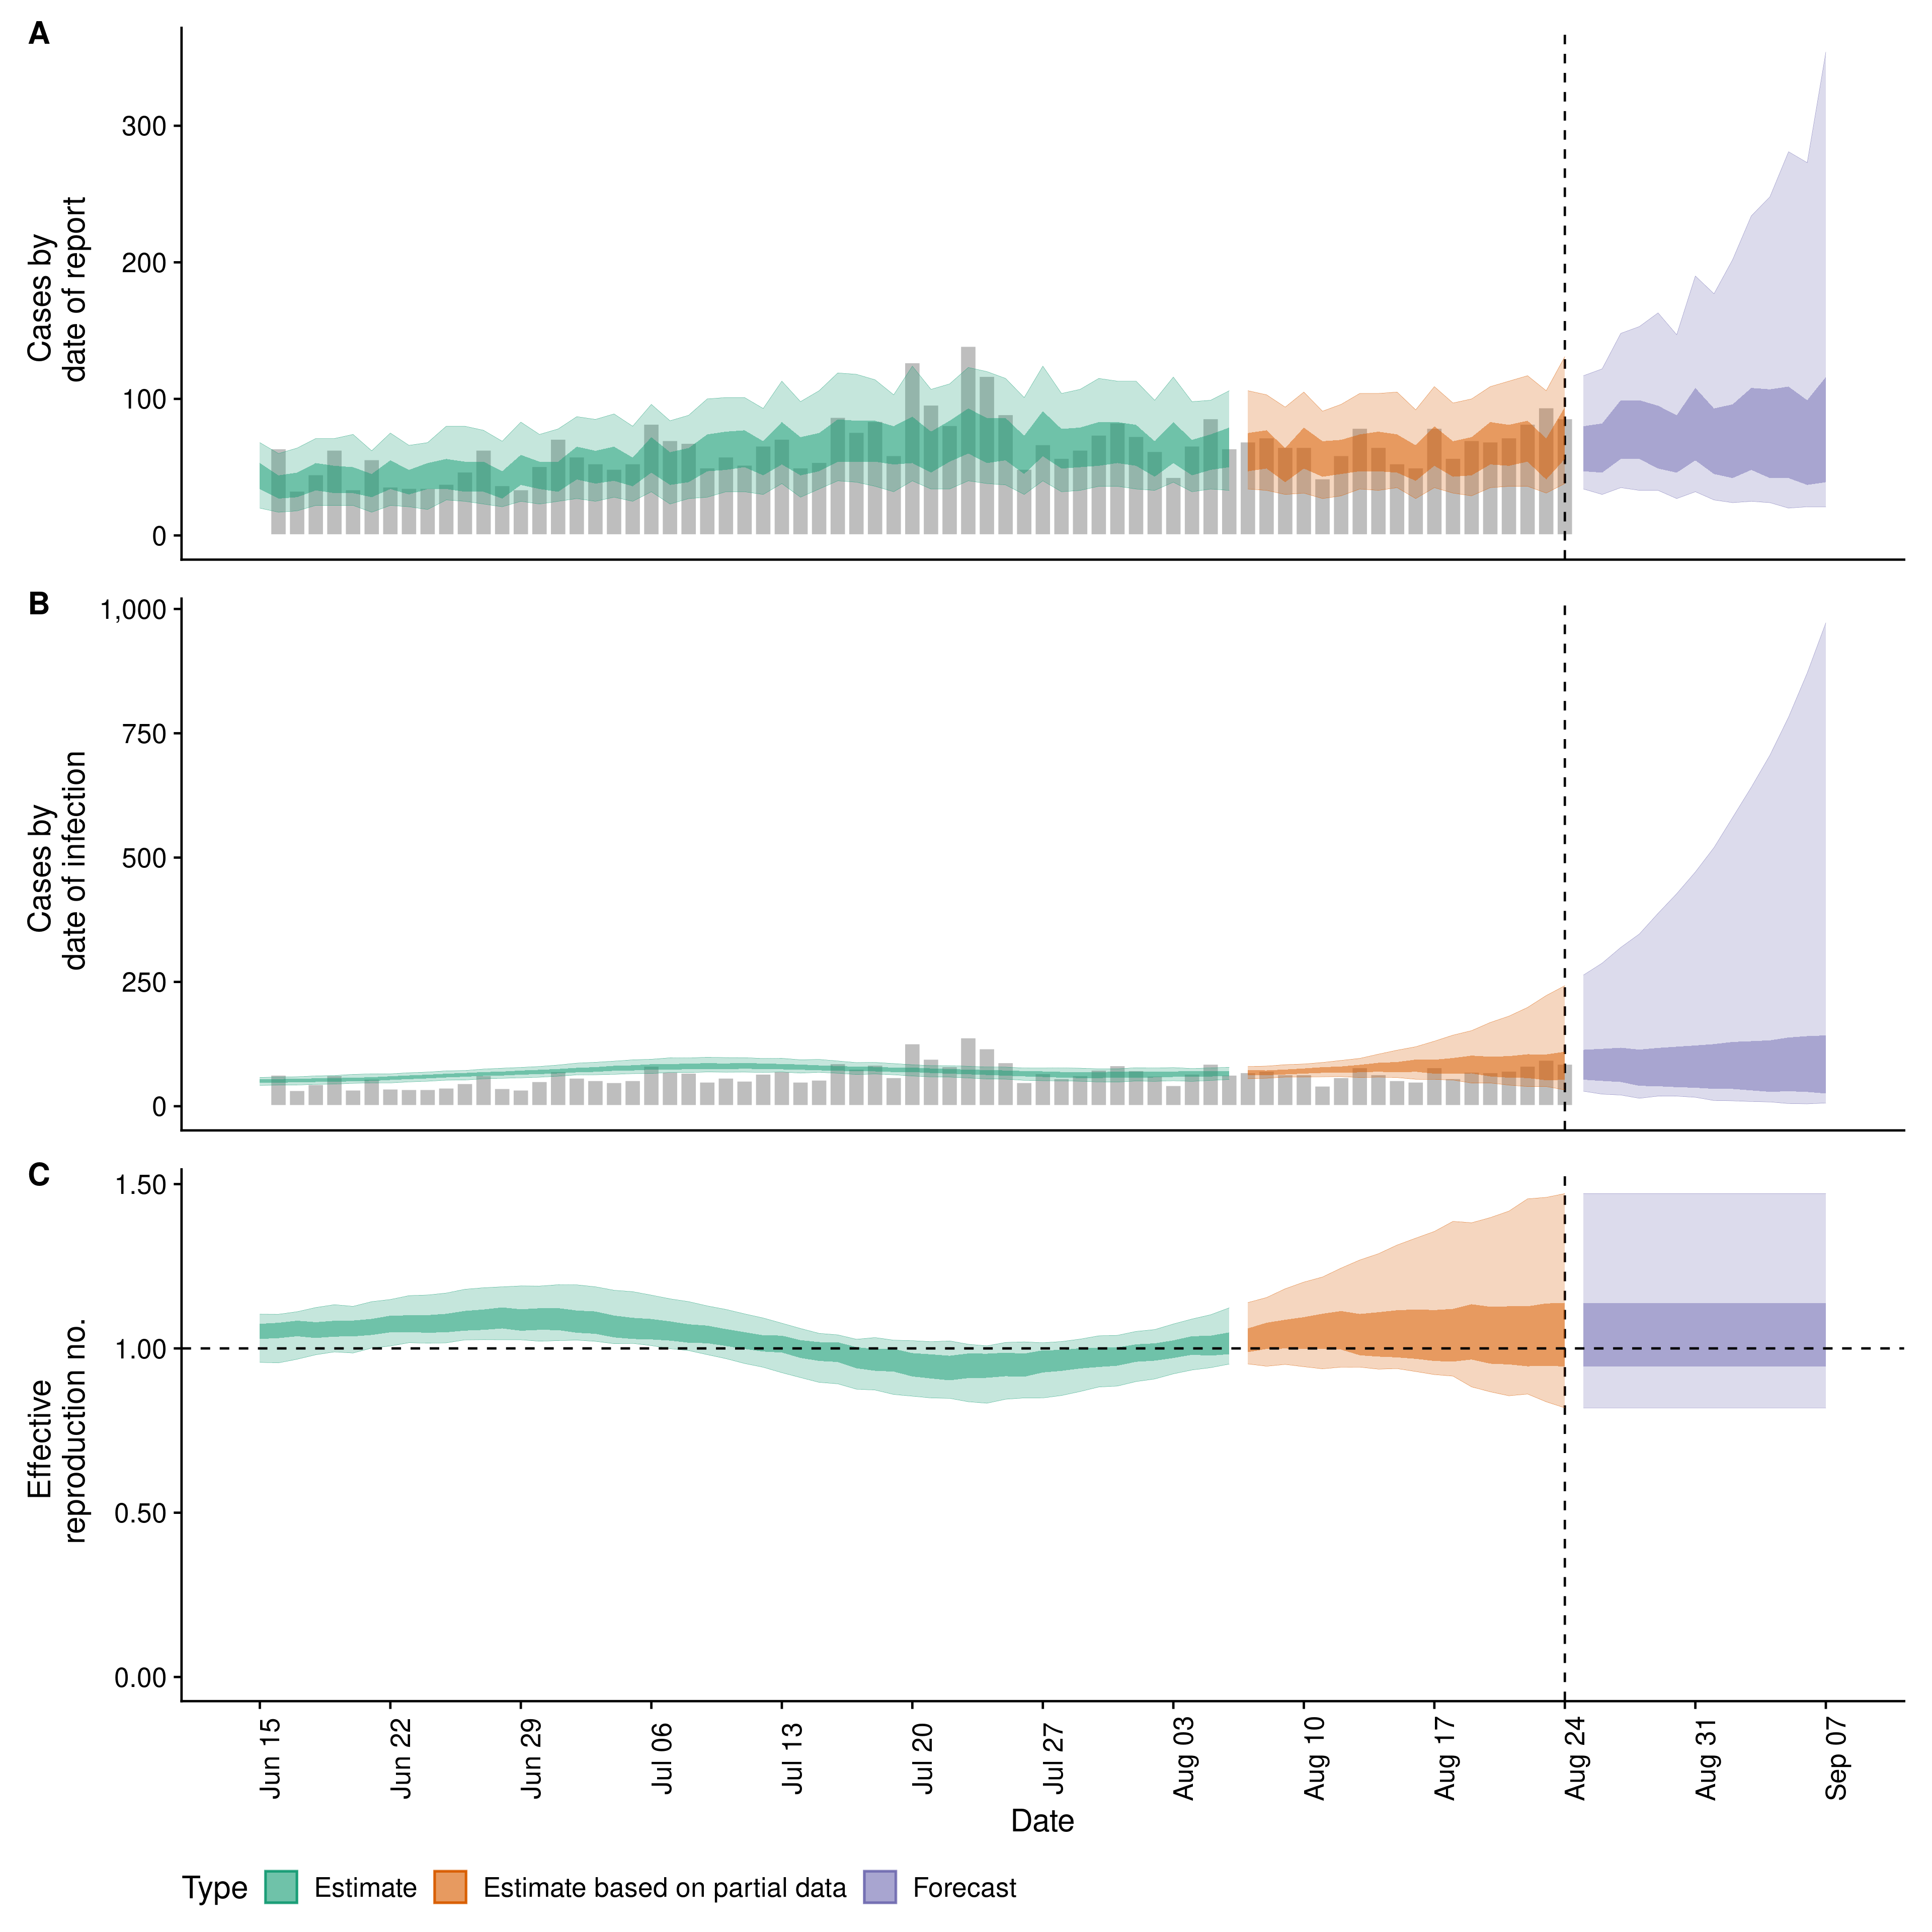 A
Cases by
date of report
300
200
100
0
B
Cases by
date of infection
1,000
750
500
250
0
C
Effective
reproduction no.
1.50
1.00
0.50
0.00
Jun 15
Jun 22
Jun 29
Jul 06
Jul 13
Jul 20
Jul 27
Aug 03
Aug 10
Aug 17
Aug 24
Aug 31
Sep 07
Date
Type Estimate Estimate based on partial data Forecast